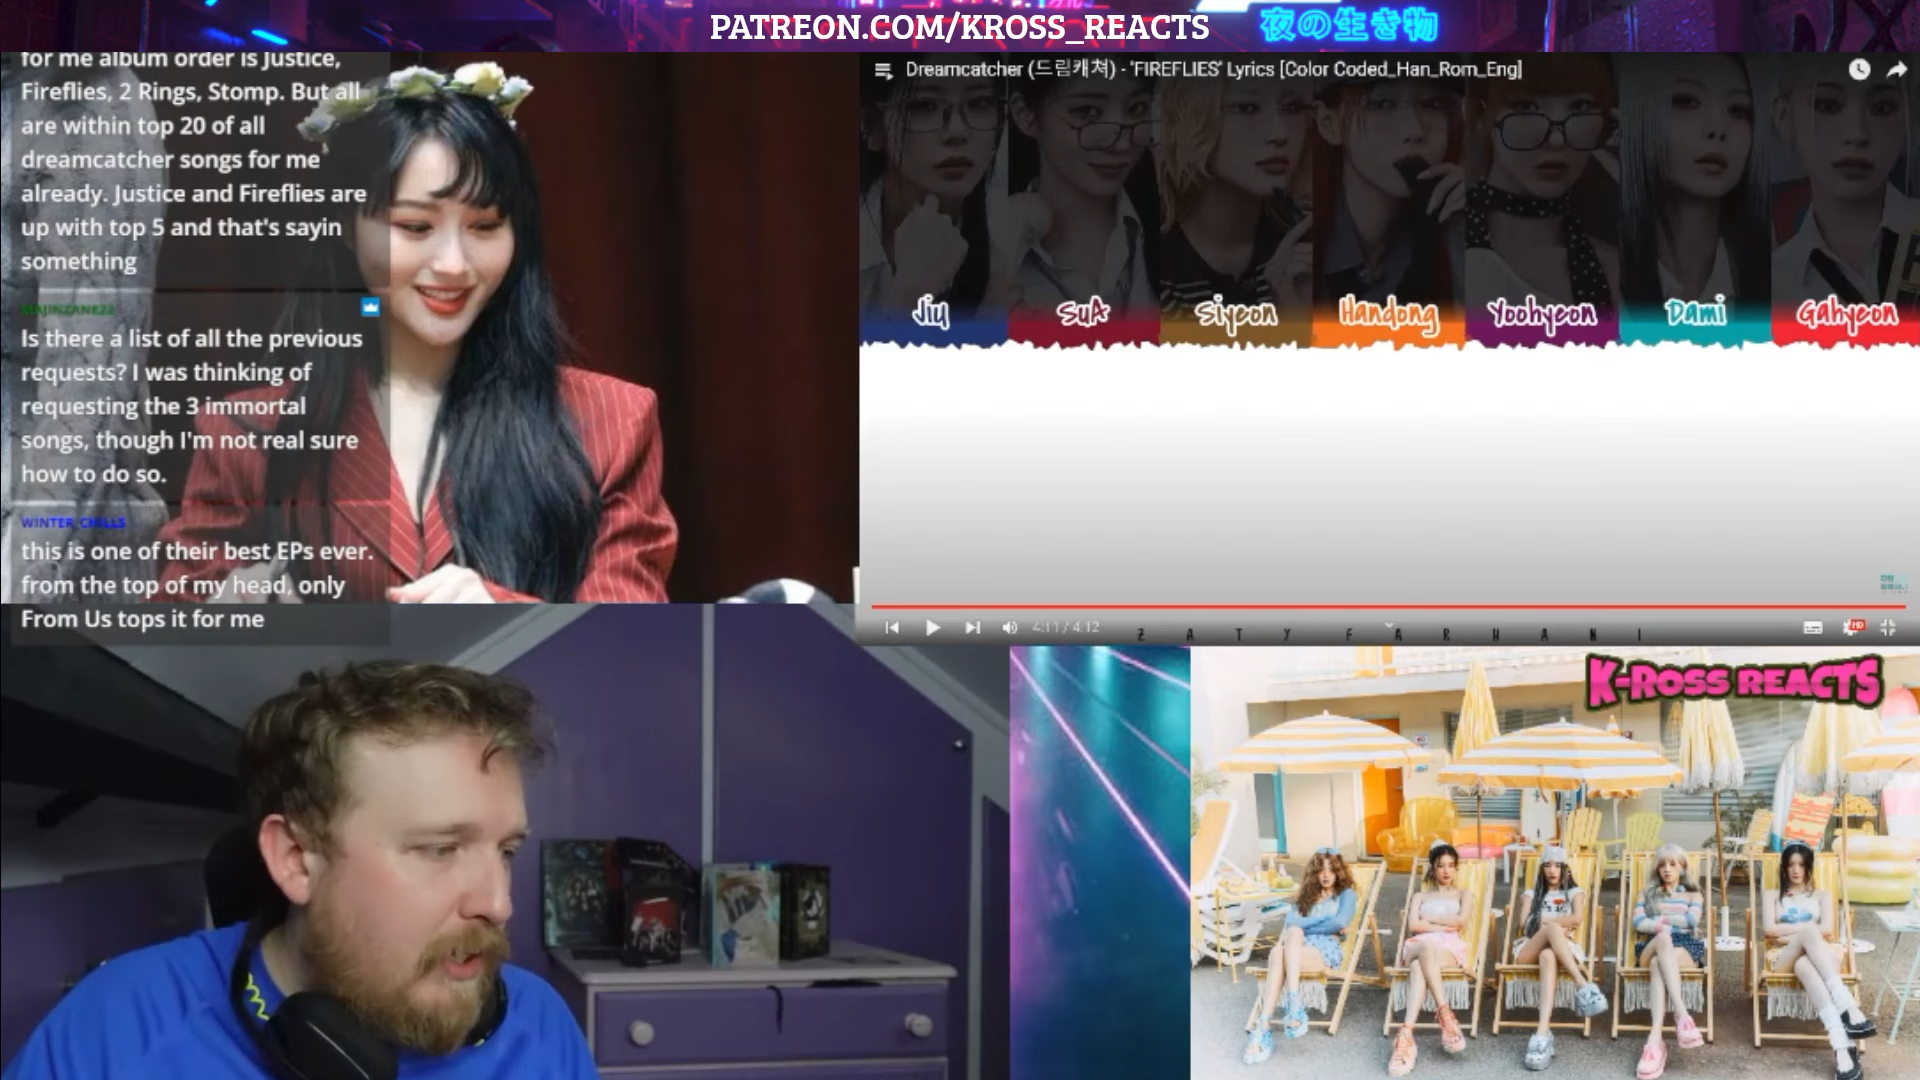 PATREON.COM/KROSS_REACTS
夜の生き物
for me album order is Justice,
Fireflies, 2 Rings, Stomp. But all
are within top 20 of all
dreamcatcher songs for me
already. Justice and Fireflies are
up with top 5 and that's sayin
something
MAJINZANE22
Is there a list of all the previous
requests? I was thinking of
requesting the 3 immortal
songs, though I'm not real sure
how to do so.
WINTER_CHILLS
this is one of their best EPs ever.
from the top of my head, only
From Us tops it for me
Dreamcatcher (드림캐쳐) - 'FIREFLIES' Lyrics [Color Coded_Han_Rom_Eng]
Jiu
SuA
Siyeon
Handong
Yoohyeon
Dami
Gahyeon
4:11 / 4:12
HD
Z A T Y F A R H A N I
K-ROSS REACTS